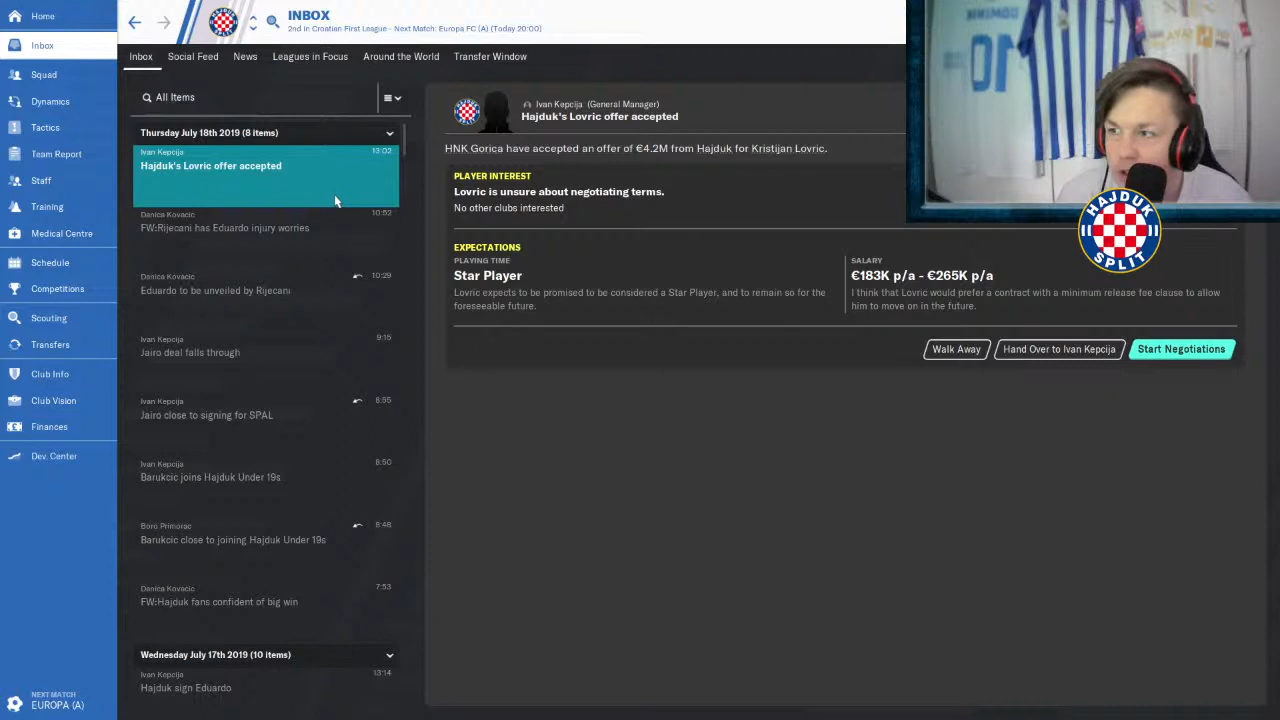 Home
Inbox
Squad
Dynamics
Tactics
Team Report
Staff
Training
Medical Centre
Schedule
Competitions
Scouting
Transfers
Club Info
Club Vision
Finances
Dev. Center
NEXT MATCH
EUROPA (A)
INBOX
2nd in Croatian First League - Next Match: Europa FC (A) (Today 20:00)
Inbox Social Feed News Leagues in Focus Around the World Transfer Window
All Items
Thursday July 18th 2019 (8 items)
Ivan Kepcija 13:02
Hajduk's Lovric offer accepted
Danica Kovacic 10:52
FW:Rijecani has Eduardo injury worries
Danica Kovacic 10:29
Eduardo to be unveiled by Rijecani
Ivan Kepcija 9:15
Jairo deal falls through
Ivan Kepcija 8:55
Jairo close to signing for SPAL
Ivan Kepcija 8:50
Barukcic joins Hajduk Under 19s
Boro Primorac 8:48
Barukcic close to joining Hajduk Under 19s
Danica Kovacic 7:53
FW:Hajduk fans confident of big win
Wednesday July 17th 2019 (10 items)
Ivan Kepcija 13:14
Hajduk sign Eduardo
Ivan Kepcija (General Manager)
Hajduk's Lovric offer accepted
HNK Gorica have accepted an offer of €4.2M from Hajduk for Kristijan Lovric.
PLAYER INTEREST
Lovric is unsure about negotiating terms.
No other clubs interested
EXPECTATIONS
PLAYING TIME
Star Player
Lovric expects to be promised to be considered a Star Player, and to remain so for the
foreseeable future.
SALARY
€183K p/a - €265K p/a
I think that Lovric would prefer a contract with a minimum release fee clause to allow
him to move on in the future.
Walk Away Hand Over to Ivan Kepcija Start Negotiations
HAJDUK
SPLIT
10